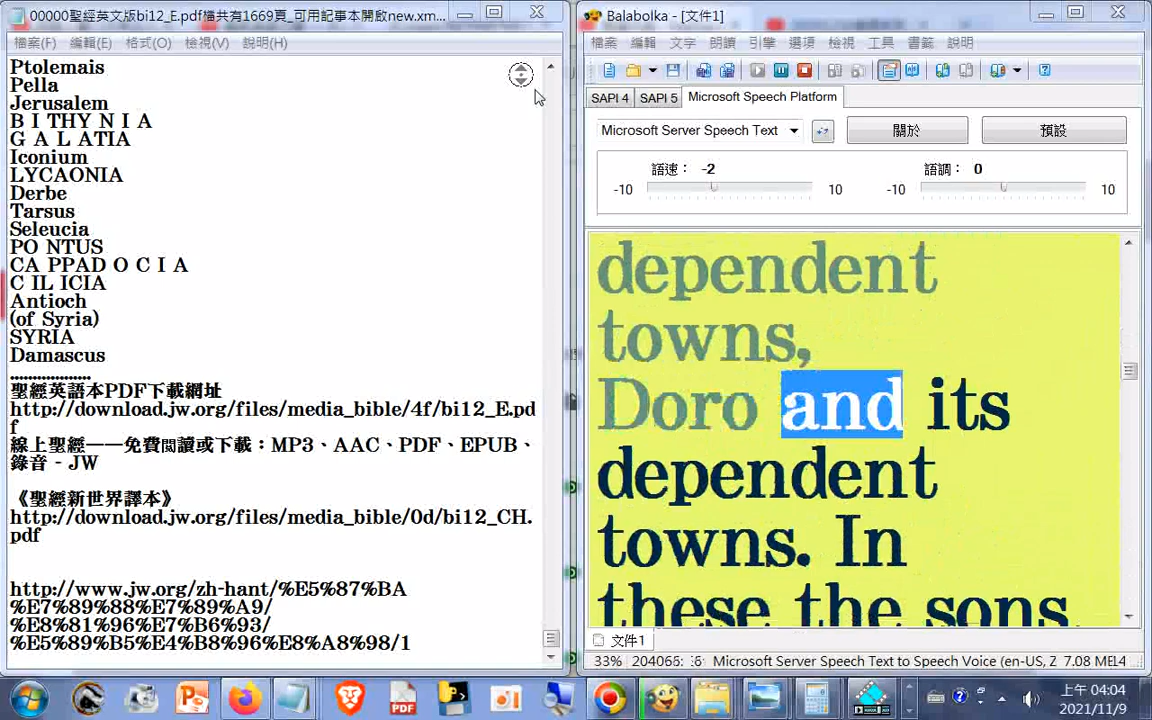 00000聖經英文版bi12_E.pdf檔共有1669頁_可用記事本開啟new.xm...
檔案(F) 編輯(E) 格式(O) 檢視(V) 說明(H)
Ptolemais
Pella
Jerusalem
B I THY N I A
G A L ATIA
Iconium
LYCAONIA
Derbe
Tarsus
Seleucia
PO NTUS
CA PPAD O C I A
C IL ICIA
Antioch
(of Syria)
SYRIA
Damascus
..................
聖經英語本PDF下載網址
http://download.jw.org/files/media_bible/4f/bi12_E.pd
f
線上聖經——免費閱讀或下載：MP3、AAC、PDF、EPUB、
錄音 - JW
《聖經新世界譯本》
http://download.jw.org/files/media_bible/0d/bi12_CH.
pdf
http://www.jw.org/zh-hant/%E5%87%BA
%E7%89%88%E7%89%A9/
%E8%81%96%E7%B6%93/
%E5%89%B5%E4%B8%96%E8%A8%98/1
Balabolka - [文件1]
檔案 編輯 文字 朗讀 引擎 選項 檢視 工具 書籤 說明
SAPI 4 SAPI 5 Microsoft Speech Platform
Microsoft Server Speech Text 關於 預設
語速： -2 語調： 0
-10 10 -10 10
dependent
towns,
Doro and its
dependent
towns. In
these the sons
文件1
33% Microsoft Server Speech Text to Speech Voice (en-US, Z 7.08 ME
PDF
上午 04:04
2021/11/9